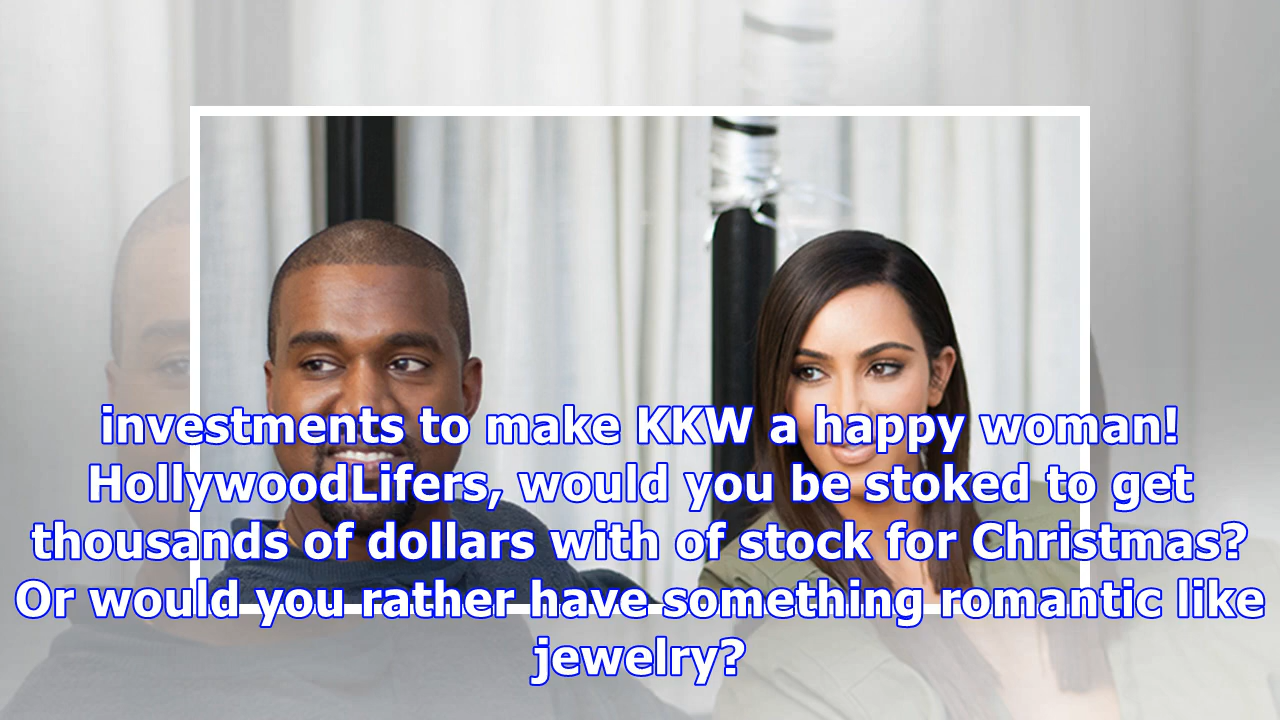 investments to make KKW a happy woman!
HollywoodLifers, would you be stoked to get
thousands of dollars with of stock for Christmas?
Or would you rather have something romantic like
jewelry?